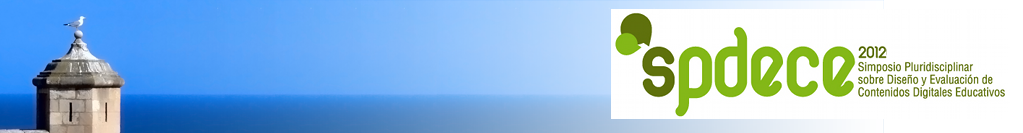 spdece
2012
Simposio Pluridisciplinar
sobre Diseño y Evaluación de
Contenidos Digitales Educativos